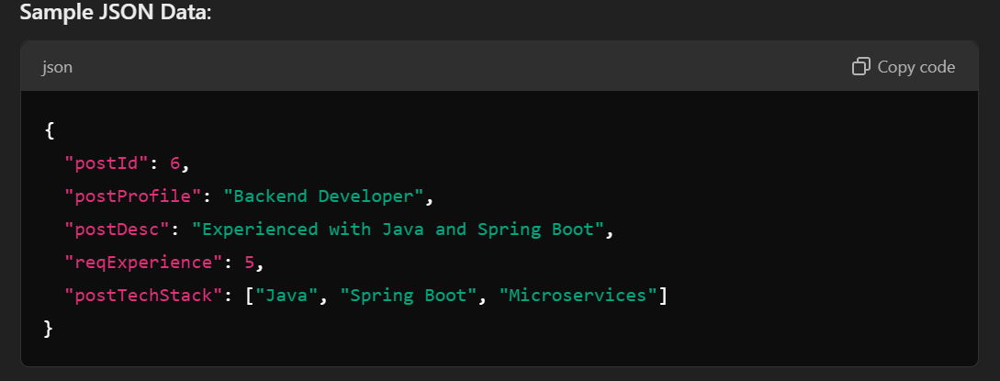 Sample JSON Data:
json
Copy code
{
  "postId": 6,
  "postProfile": "Backend Developer",
  "postDesc": "Experienced with Java and Spring Boot",
  "reqExperience": 5,
  "postTechStack": ["Java", "Spring Boot", "Microservices"]
}